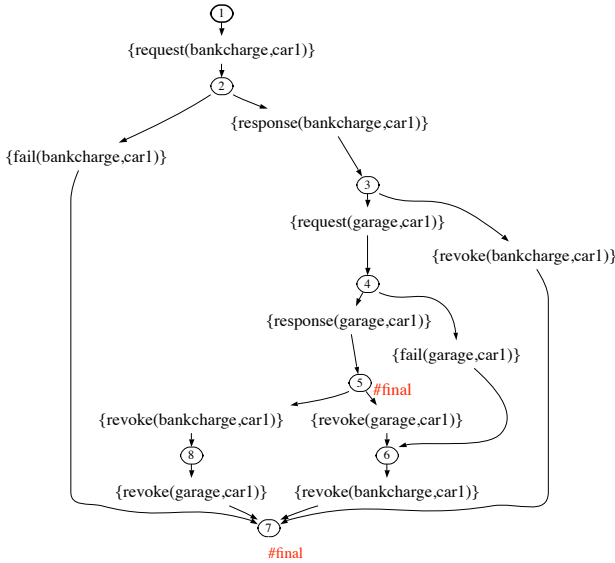 1
{request(bankcharge,car1)}
2
{response(bankcharge,car1)}
{fail(bankcharge,car1)}
3
{request(garage,car1)}
{revoke(bankcharge,car1)}
4
{response(garage,car1)}
{fail(garage,car1)}
5 #final
{revoke(bankcharge,car1)} {revoke(garage,car1)}
8 6
{revoke(garage,car1)} {revoke(bankcharge,car1)}
7
#final